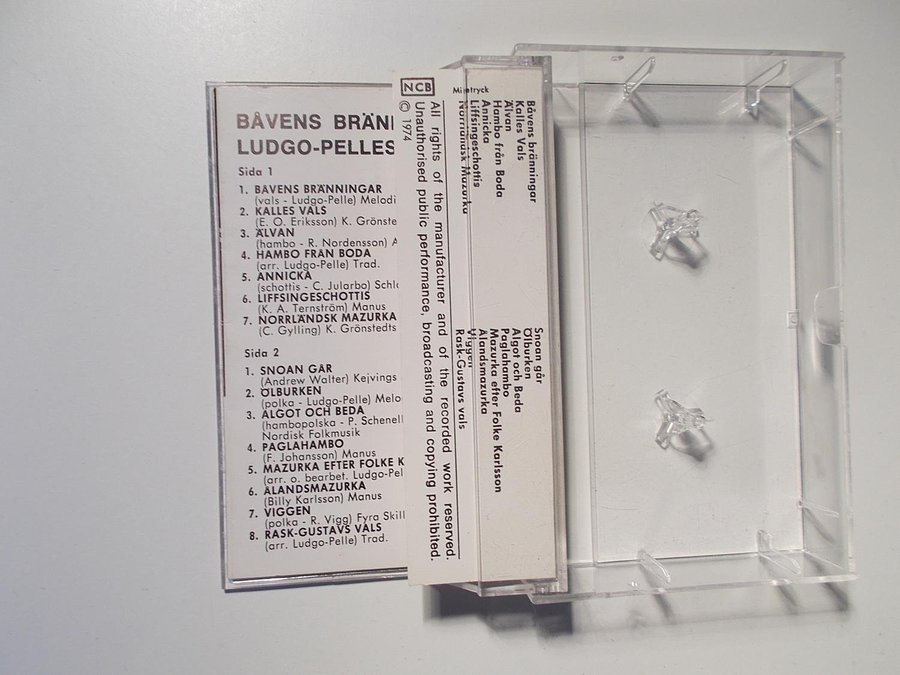 BÅVENS BRÄNN
LUDGO-PELLES
Sida 1
1. BÅVENS BRÄNNINGAR
(vals - Ludgo-Pelle) Melodi
2. KALLES VALS
(E. O. Eriksson) K. Grönste
3. ÄLVAN
(hambo - R. Nordensson) A
4. HAMBO FRÅN BODA
(arr. Ludgo-Pelle) Trad.
5. ANNICKA
(schottis - C. Jularbo) Schl
6. LIFFSINGESCHOTTIS
(K. A. Ternström) Manus
7. NORRLÄNDSK MAZURKA
(C. Gylling) K. Grönstedts
Sida 2
1. SNOAN GÅR
(Andrew Walter) Kejvings
2. ÖLBURKEN
(polka - Ludgo-Pelle) Melo
3. ALGOT OCH BEDA
(hambopolska - P. Schenell
Nordisk Folkmusik
4. PAGLAHAMBO
(F. Johansson) Manus
5. MAZURKA EFTER FOLKE K
(arr. o. bearbet. Ludgo-Pel
6. ÅLANDSMAZURKA
(Billy Karlsson) Manus
7. VIGGEN
(polka - R. Vigg) Fyra Skill
8. RASK-GUSTAVS VALS
(arr. Ludgo-Pelle) Trad.
NCB
All rights of the manufacturer and of the recorded work reserved.
Unauthorised public performance, broadcasting and copying prohibited.
© 1974
Båvens bränningar
Kalles Vals
Älvan
Hambo från Boda
Annicka
Liffsingeschottis
Norrländsk Mazurka
Snoan går
Ölburken
Algot och Beda
Paglahambo
Mazurka efter Folke Karlsson
Ålandsmazurka
Viggen
Rask-Gustavs vals